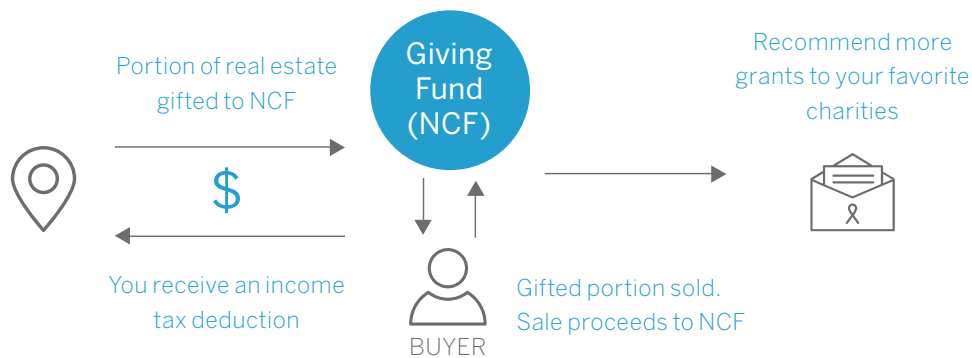 Portion of real estate
gifted to NCF
Giving
Fund
(NCF)
Recommend more
grants to your favorite
charities
$
You receive an income
tax deduction
Gifted portion sold.
Sale proceeds to NCF
BUYER